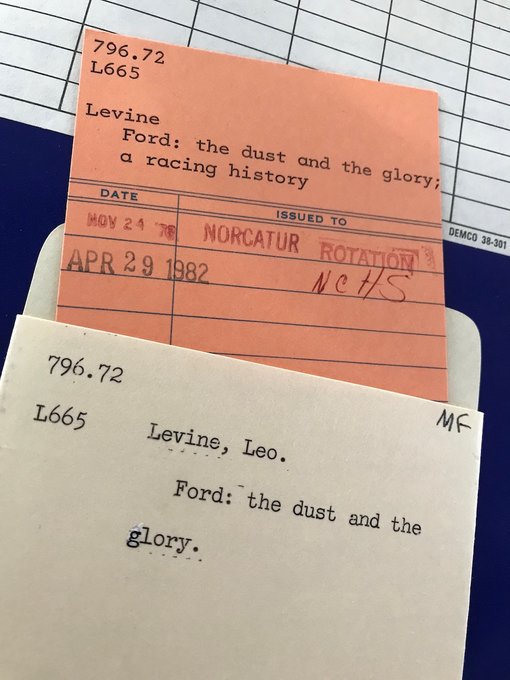 796.72
L665
Levine
Ford: the dust and the glory;
a racing history
DATE
ISSUED TO
NOV 24 78 NORCATUR ROTATION
APR 29 1982 NCHS
DEMCO 38-301
796.72
MF
L665
Levine, Leo.
Ford: the dust and the
glory.